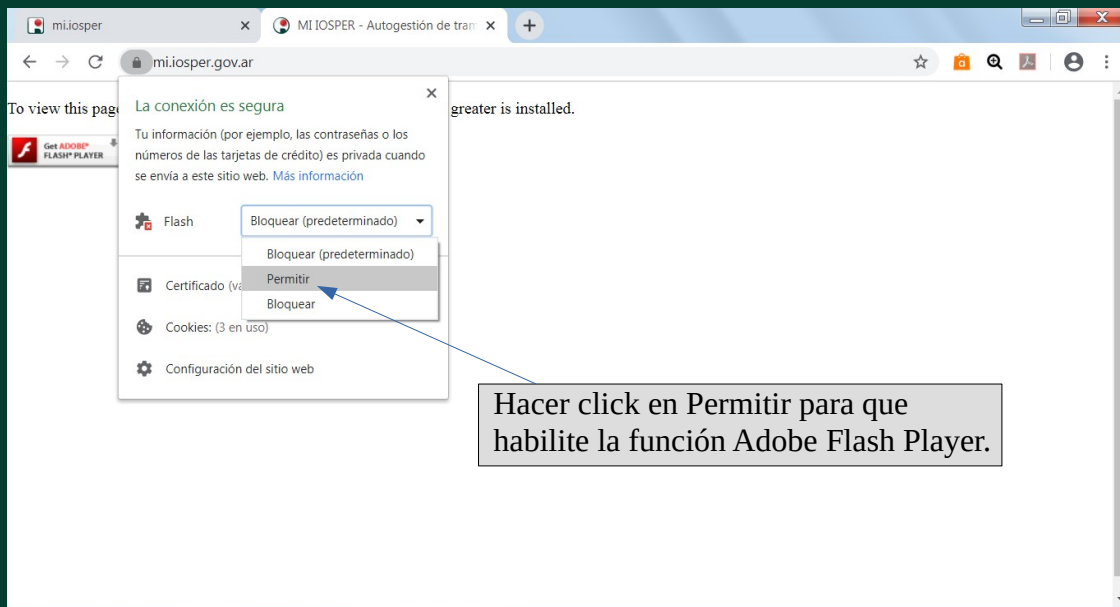 mi.iosper
MI IOSPER - Autogestión de tram
mi.iosper.gov.ar
To view this pag
greater is installed.
Get ADOBE®
FLASH® PLAYER
La conexión es segura
Tu información (por ejemplo, las contraseñas o los
números de las tarjetas de crédito) es privada cuando
se envía a este sitio web. Más información
Flash
Bloquear (predeterminado)
Bloquear (predeterminado)
Permitir
Bloquear
Certificado (vá
Cookies: (3 en uso)
Configuración del sitio web
Hacer click en Permitir para que
habilite la función Adobe Flash Player.